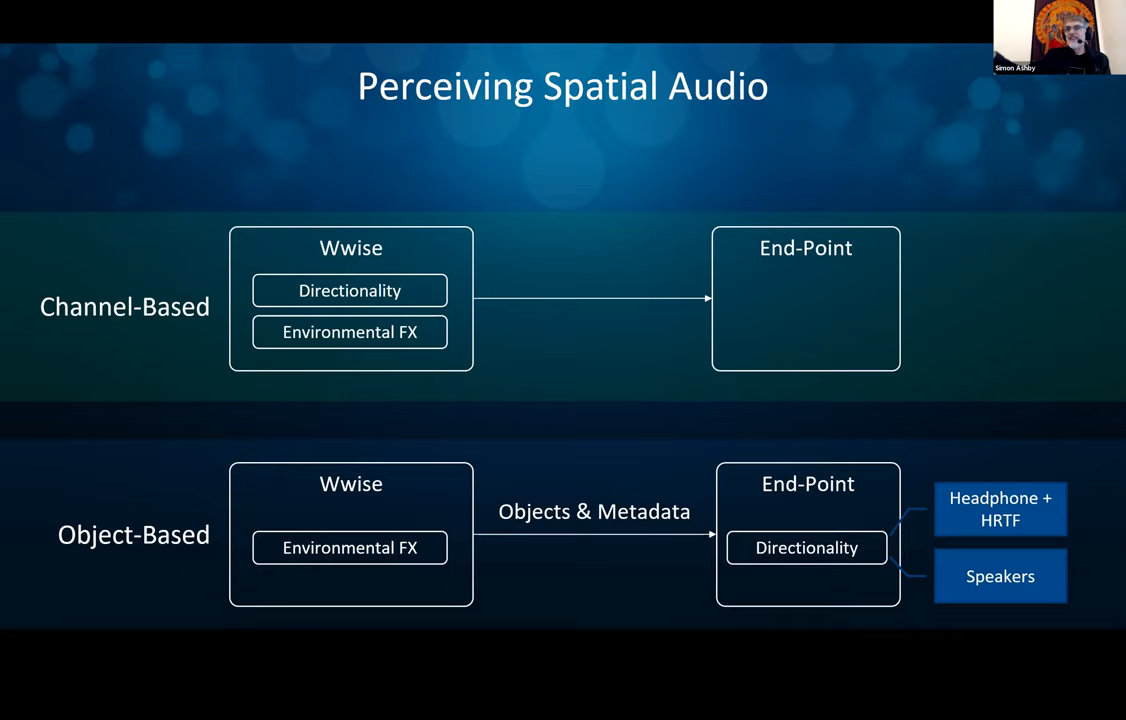 Simon Ashby
Perceiving Spatial Audio
Channel-Based
Wwise
Directionality
Environmental FX
End-Point
Object-Based
Wwise
Environmental FX
Objects & Metadata
End-Point
Directionality
Headphone +
HRTF
Speakers